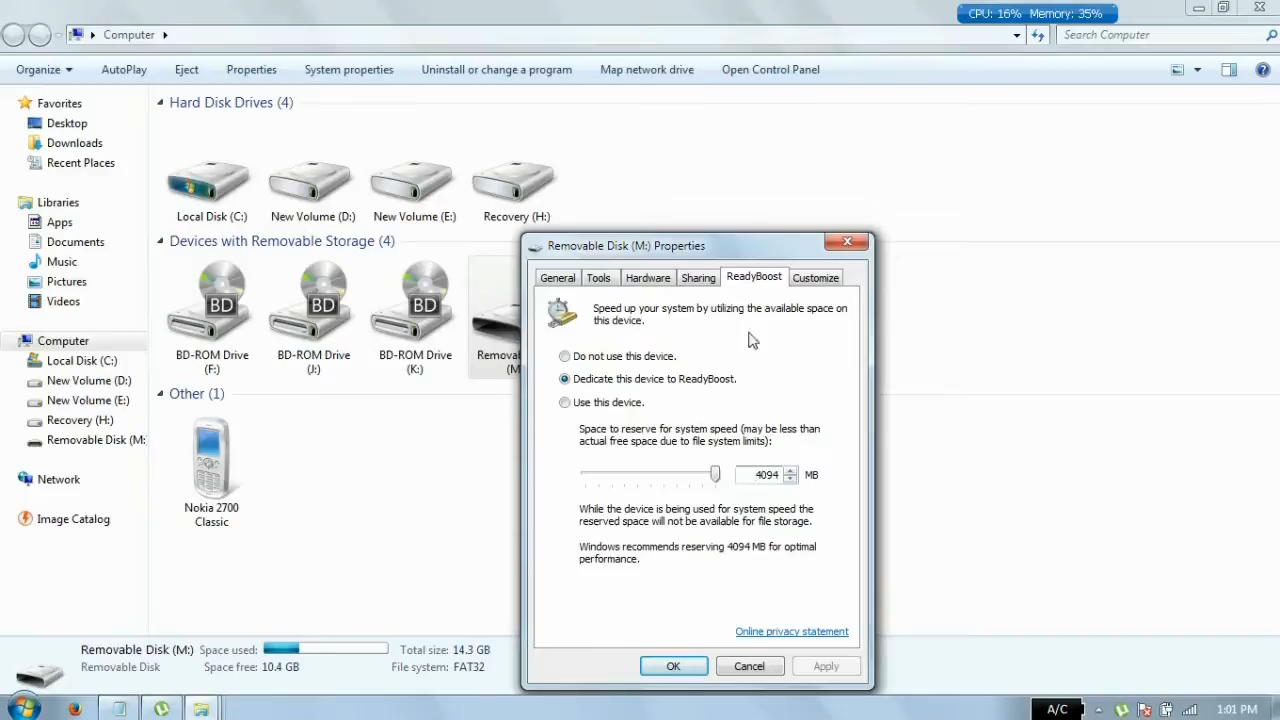 CPU: 16% Memory: 35%
Computer
Search Computer
Organize AutoPlay Eject Properties System properties Uninstall or change a program Map network drive Open Control Panel
Favorites
Desktop
Downloads
Recent Places
Libraries
Apps
Documents
Music
Pictures
Videos
Computer
Local Disk (C:)
New Volume (D:)
New Volume (E:)
Recovery (H:)
Removable Disk (M:
Network
Image Catalog
Hard Disk Drives (4)
Local Disk (C:) New Volume (D:) New Volume (E:) Recovery (H:)
Devices with Removable Storage (4)
BD BD BD
BD-ROM Drive (F:)
BD-ROM Drive (J:)
BD-ROM Drive (K:)
Remova
(M
Other (1)
Nokia 2700
Classic
Removable Disk (M:) Properties
General Tools Hardware Sharing ReadyBoost Customize
Speed up your system by utilizing the available space on
this device.
Do not use this device.
Dedicate this device to ReadyBoost.
Use this device.
Space to reserve for system speed (may be less than
actual free space due to file system limits):
4094 MB
While the device is being used for system speed the
reserved space will not be available for file storage.
Windows recommends reserving 4094 MB for optimal
performance.
Online privacy statement
OK Cancel Apply
Removable Disk (M:) Space used: Total size: 14.3 GB
Removable Disk Space free: 10.4 GB File system: FAT32
A/C 1:01 PM